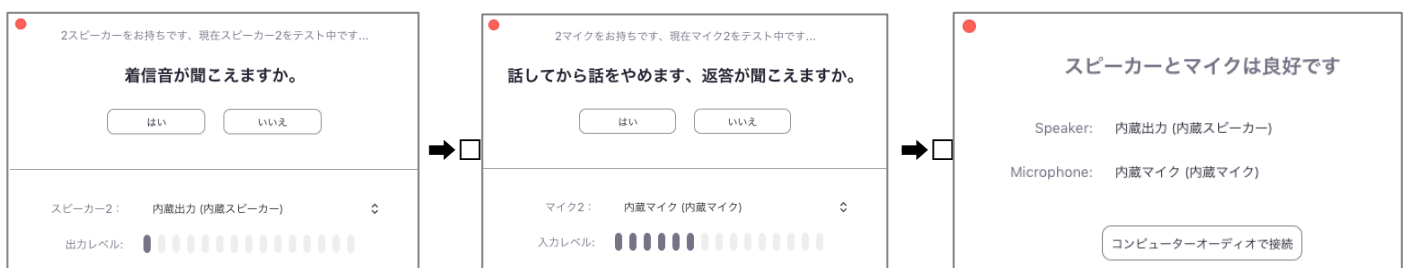 2スピーカーをお持ちです、現在スピーカー2をテスト中です...
着信音が聞こえますか。
はい
いいえ
スピーカー2：
内蔵出力 (内蔵スピーカー)
出力レベル:
2マイクをお持ちです、現在マイク2をテスト中です...
話してから話をやめます、返答が聞こえますか。
はい
いいえ
マイク2：
内蔵マイク (内蔵マイク)
入力レベル:
スピーカーとマイクは良好です
Speaker:
内蔵出力 (内蔵スピーカー)
Microphone:
内蔵マイク (内蔵マイク)
コンピューターオーディオで接続